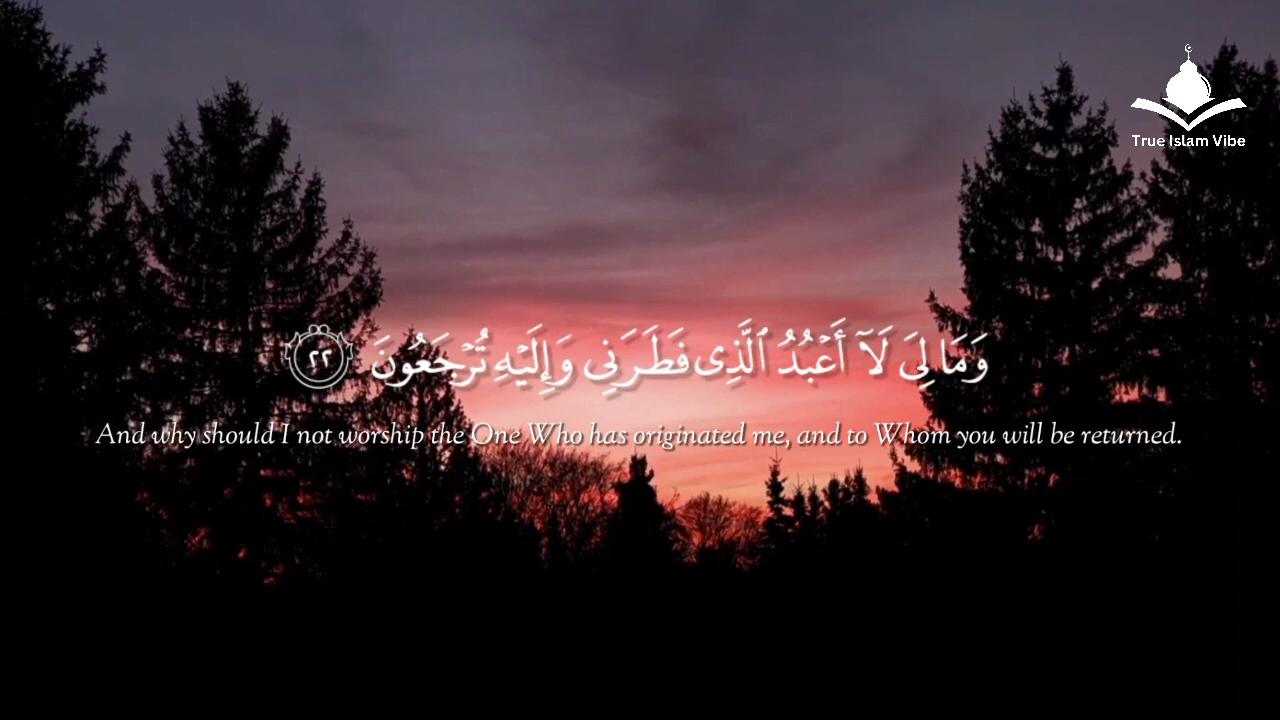 True Islam Vibe
وَمَا لِىَ لَآ أَعۡبُدُ ٱلَّذِى فَطَرَنِى وَإِلَيۡهِ تُرۡجَعُونَ ٢٢
And why should I not worship the One Who has originated me, and to Whom you will be returned.